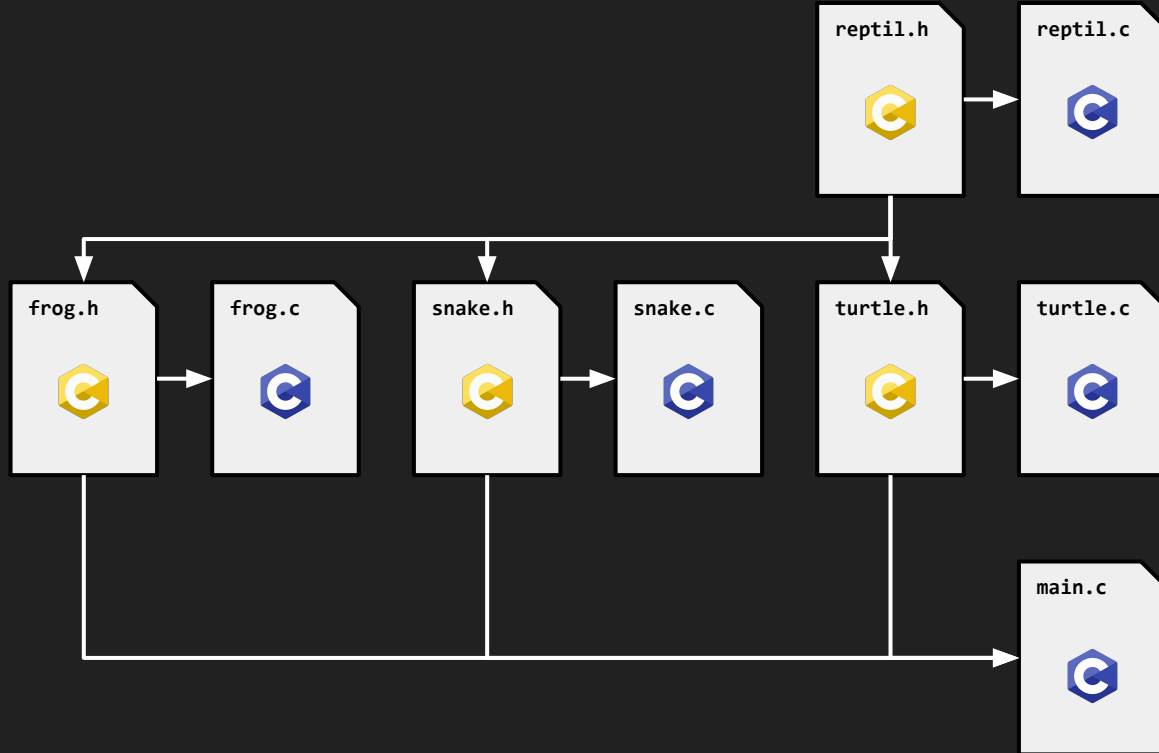 reptil.h
reptil.c
frog.h
frog.c
snake.h
snake.c
turtle.h
turtle.c
main.c